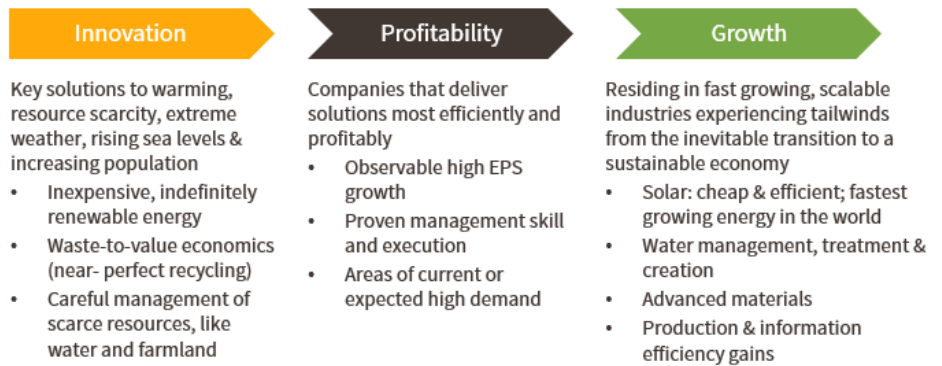 Innovation
Key solutions to warming,
resource scarcity, extreme
weather, rising sea levels &
increasing population
• Inexpensive, indefinitely
renewable energy
• Waste-to-value economics
(near- perfect recycling)
• Careful management of
scarce resources, like
water and farmland
Profitability
Companies that deliver
solutions most efficiently and
profitably
• Observable high EPS
growth
• Proven management skill
and execution
• Areas of current or
expected high demand
Growth
Residing in fast growing, scalable
industries experiencing tailwinds
from the inevitable transition to a
sustainable economy
• Solar: cheap & efficient; fastest
growing energy in the world
• Water management, treatment &
creation
• Advanced materials
• Production & information
efficiency gains